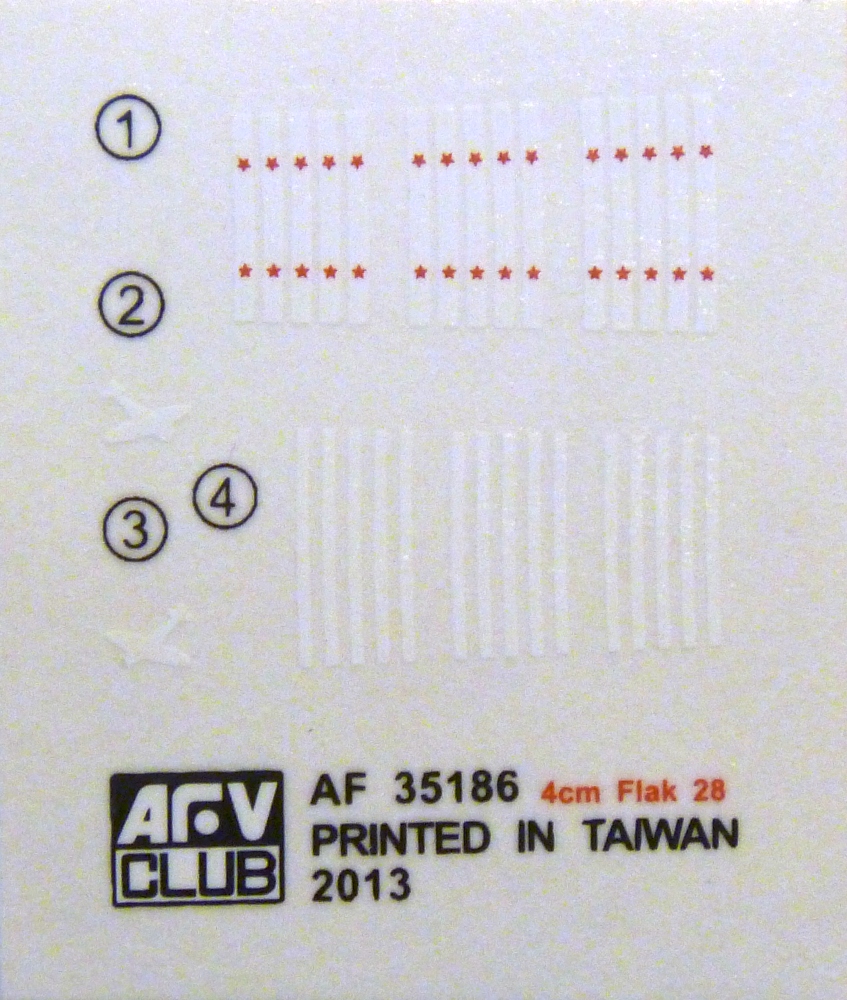 1
2
3
4
AFV
CLUB
AF 35186 4cm Flak 28
PRINTED IN TAIWAN
2013